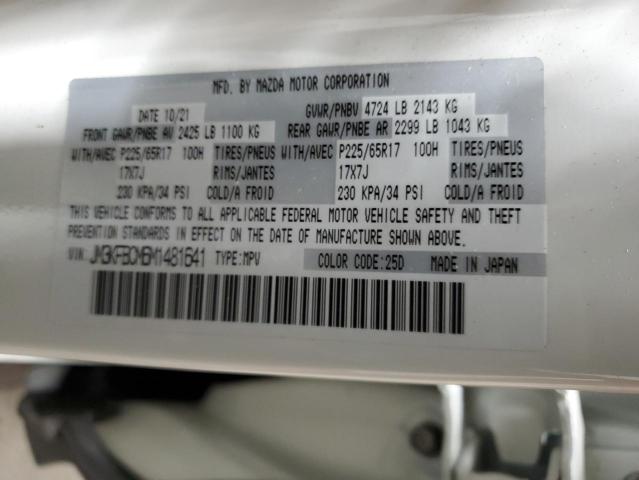 MFD. BY MAZDA MOTOR CORPORATION
DATE 10/21 GVWR/PNBV 4724 LB 2143 KG
FRONT GAWR/PNBE AV 2425 LB 1100 KG REAR GAWR/PNBE AR 2299 LB 1043 KG
WITH/AVEC P225/65R17 100H TIRES/PNEUS WITH/AVEC P225/65R17 100H TIRES/PNEUS
17X7J RIMS/JANTES 17X7J RIMS/JANTES
230 KPA/34 PSI COLD/A FROID 230 KPA/34 PSI COLD/A FROID
THIS VEHICLE CONFORMS TO ALL APPLICABLE FEDERAL MOTOR VEHICLE SAFETY AND THEFT
PREVENTION STANDARDS IN EFFECT ON THE DATE OF MANUFACTURE SHOWN ABOVE.
VIN: JM3KFBCM6M1481641 TYPE:MPV COLOR CODE:25D MADE IN JAPAN